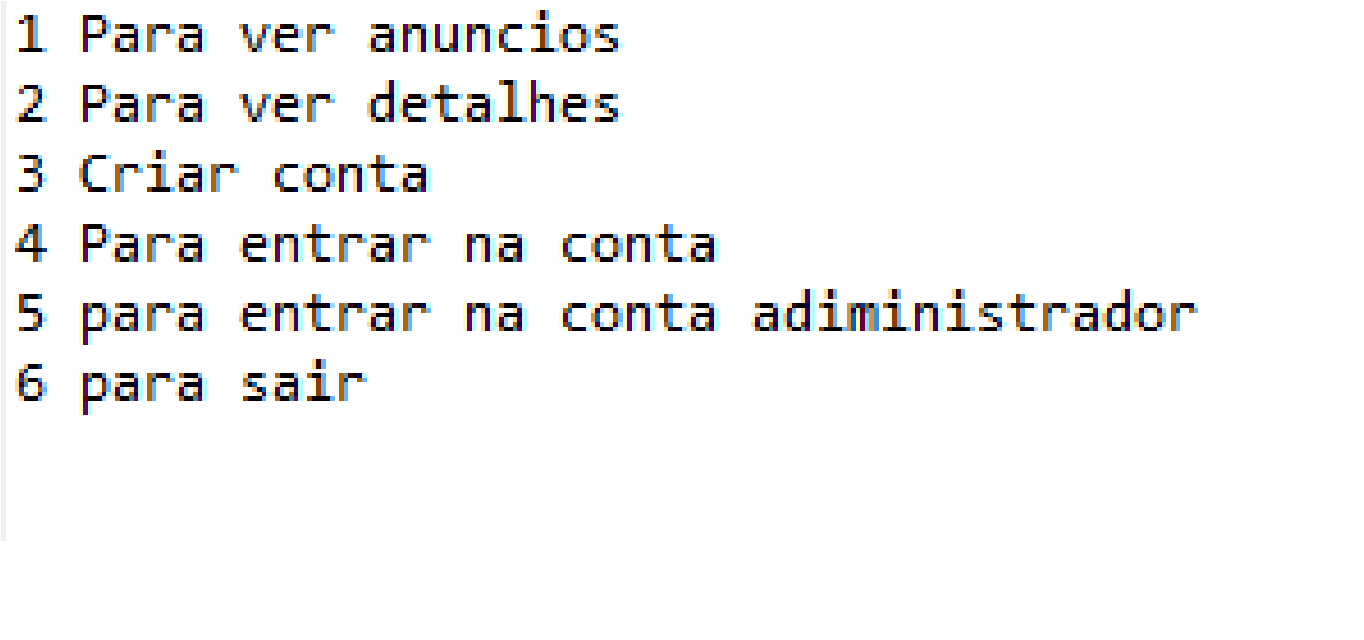 1 Para ver anuncios
2 Para ver detalhes
3 Criar conta
4 Para entrar na conta
5 para entrar na conta adiministrador
6 para sair